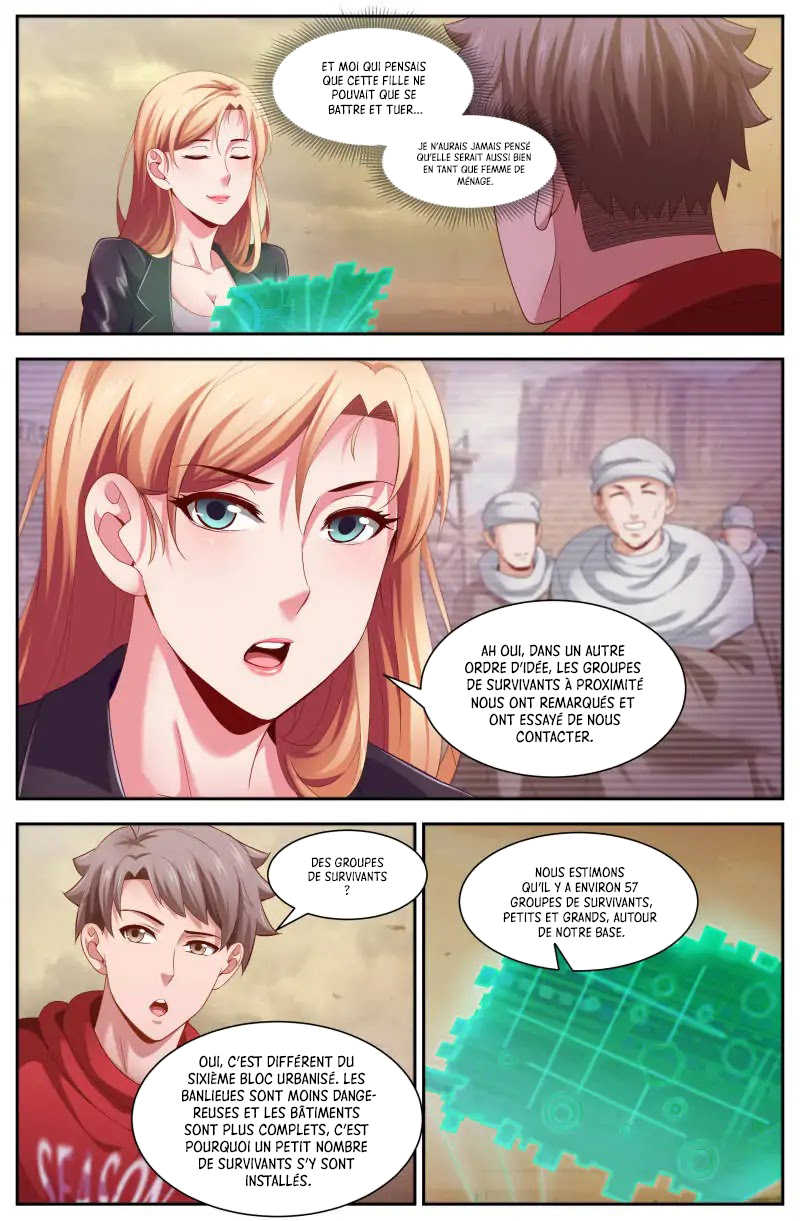 ET MOI QUI PENSAIS
QUE CETTE FILLE NE
POUVAIT QUE SE
BATTRE ET TUER...
JE N'AURAIS JAMAIS PENSÉ
QU'ELLE SERAIT AUSSI BIEN
EN TANT QUE FEMME DE
MÉNAGE.
AH OUI, DANS UN AUTRE
ORDRE D'IDÉE, LES GROUPES
DE SURVIVANTS À PROXIMITÉ
NOUS ONT REMARQUÉS ET
ONT ESSAYÉ DE NOUS
CONTACTER.
DES GROUPES
DE SURVIVANTS
?
OUI, C'EST DIFFÉRENT DU
SIXIÈME BLOC URBANISÉ. LES
BANLIEUES SONT MOINS DANGE-
REUSES ET LES BÂTIMENTS
SONT PLUS COMPLETS, C'EST
POURQUOI UN PETIT NOMBRE
DE SURVIVANTS S'Y SONT
INSTALLÉS.
SEASON
NOUS ESTIMONS
QU'IL Y A ENVIRON 57
GROUPES DE SURVIVANTS,
PETITS ET GRANDS, AUTOUR
DE NOTRE BASE.